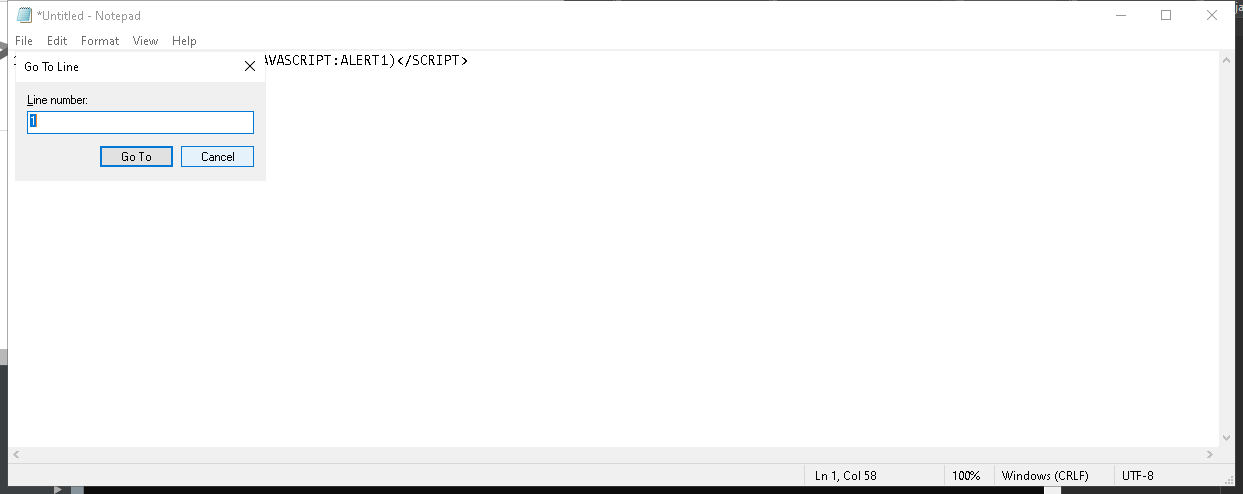 *Untitled - Notepad
File Edit Format View Help
AVASCRIPT:ALERT1)</SCRIPT>
Go To Line
Line number:
1
Go To Cancel
Ln 1, Col 58 100% Windows (CRLF) UTF-8